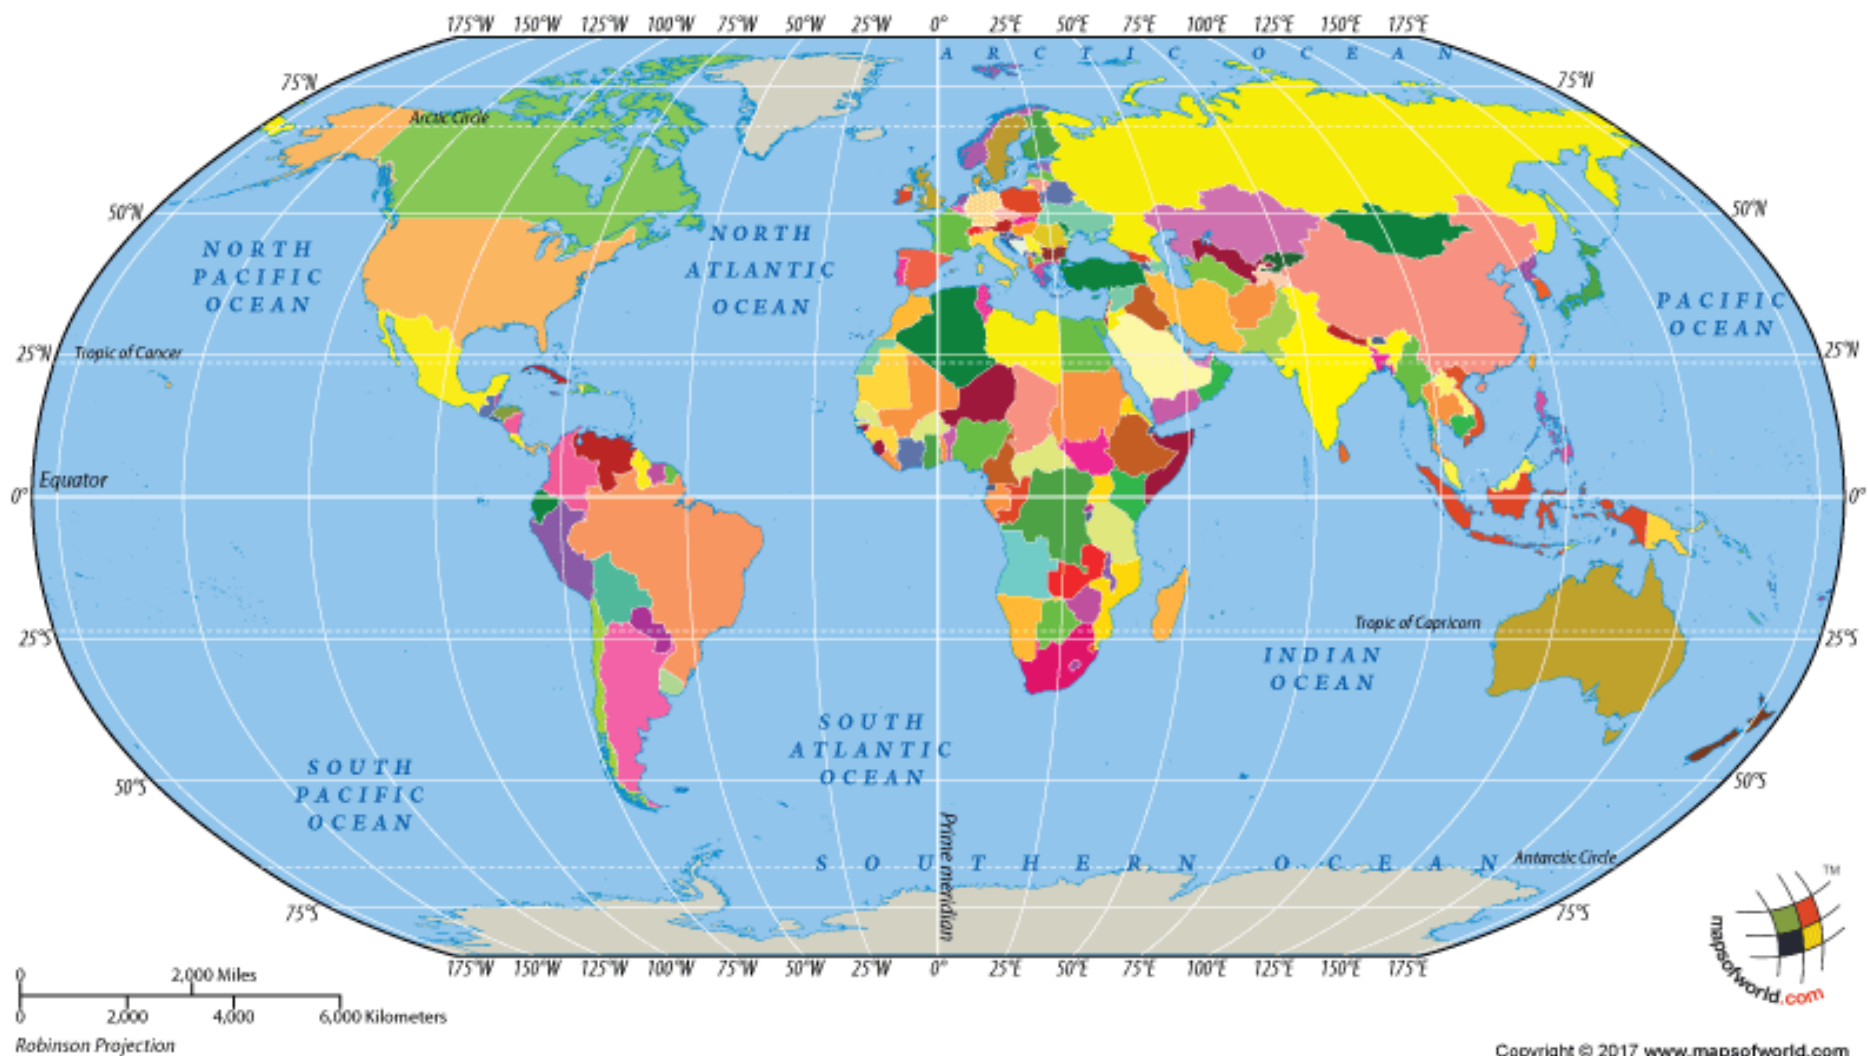 175°W 150°W 125°W 100°W 75°W 50°W 25°W 0° 25°E 50°E 75°E 100°E 125°E 150°E 175°E
ARCTIC OCEAN
75°N 75°N
Arctic Circle
50°N 50°N
NORTH
PACIFIC
OCEAN
NORTH
ATLANTIC
OCEAN
PACIFIC
OCEAN
25°N Tropic of Cancer 25°N
Equator
0° 0°
Tropic of Capricorn
25°S 25°S
INDIAN
OCEAN
SOUTH
ATLANTIC
OCEAN
SOUTH
PACIFIC
OCEAN
50°S 50°S
Prime meridian
SOUTHERN OCEAN
Antarctic Circle
75°S 75°S
175°W 150°W 125°W 100°W 75°W 50°W 25°W 0° 25°E 50°E 75°E 100°E 125°E 150°E 175°E
TM
mapsofworld.com
0 2,000 Miles
0 2,000 4,000 6,000 Kilometers
Robinson Projection
Copyright © 2017 www.mapsofworld.com